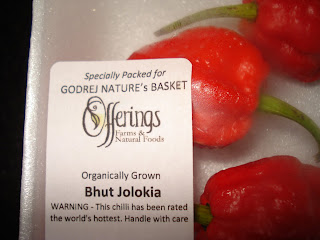 Specially Packed for
GODREJ NATURE's BASKET
Offerings
Farms &
Natural Foods
Organically Grown
Bhut Jolokia
WARNING - This chilli has been rated
the world's hottest. Handle with care